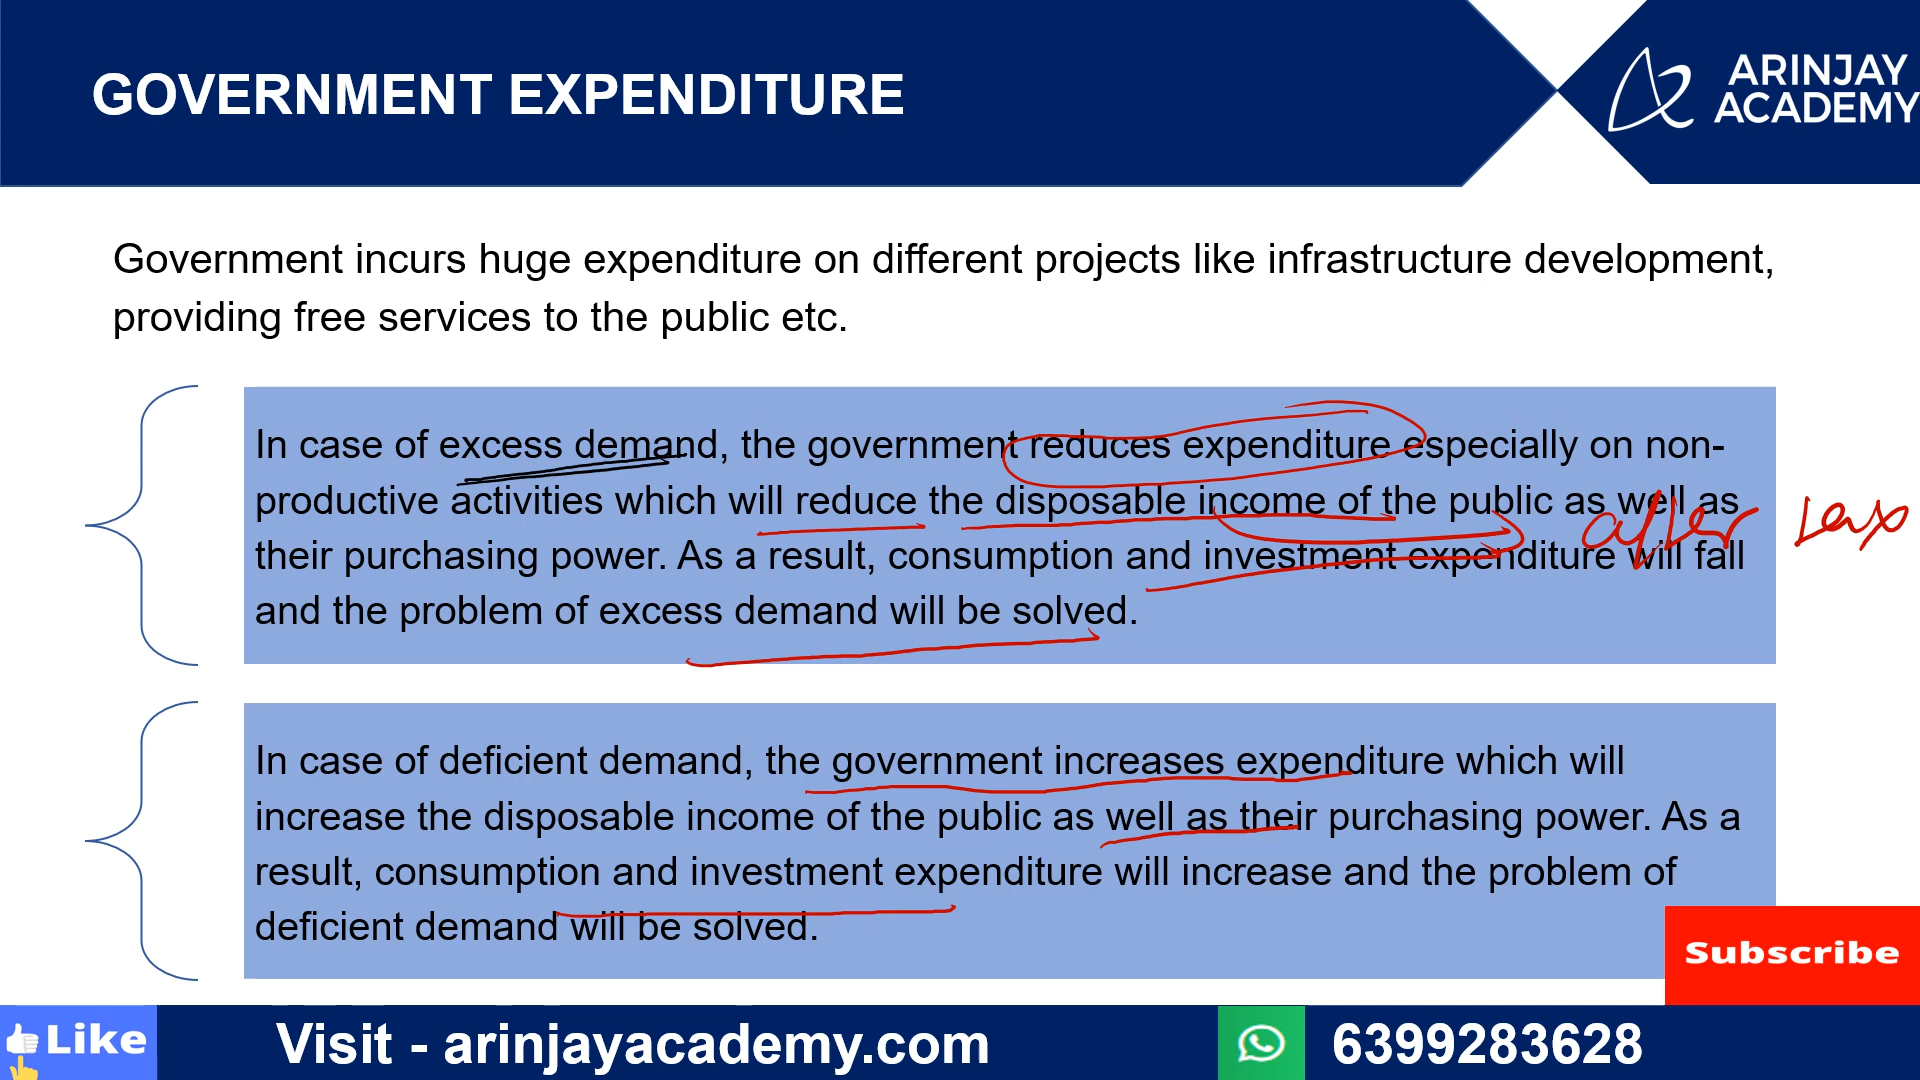 GOVERNMENT EXPENDITURE
ARINJAY
ACADEMY
Government incurs huge expenditure on different projects like infrastructure development,
providing free services to the public etc.
In case of excess demand, the government reduces expenditure especially on non-
productive activities which will reduce the disposable income of the public as well as
their purchasing power. As a result, consumption and investment expenditure will fall
and the problem of excess demand will be solved.
after tax
In case of deficient demand, the government increases expenditure which will
increase the disposable income of the public as well as their purchasing power. As a
result, consumption and investment expenditure will increase and the problem of
deficient demand will be solved.
Subscribe
Like
Visit - arinjayacademy.com
6399283628